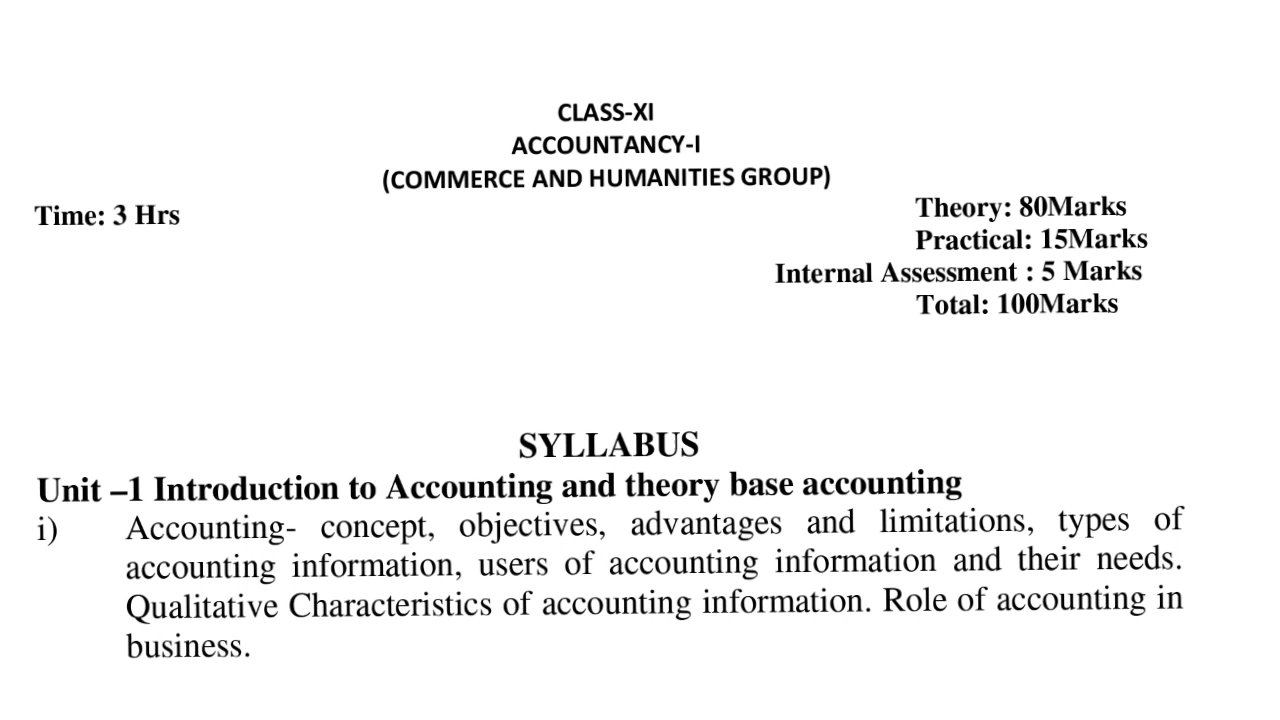 CLASS-XI
ACCOUNTANCY-I
(COMMERCE AND HUMANITIES GROUP)
Time: 3 Hrs
Theory: 80Marks
Practical: 15Marks
Internal Assessment : 5 Marks
Total: 100Marks
SYLLABUS
Unit –1 Introduction to Accounting and theory base accounting
i) Accounting- concept, objectives, advantages and limitations, types of
accounting information, users of accounting information and their needs.
Qualitative Characteristics of accounting information. Role of accounting in
business.